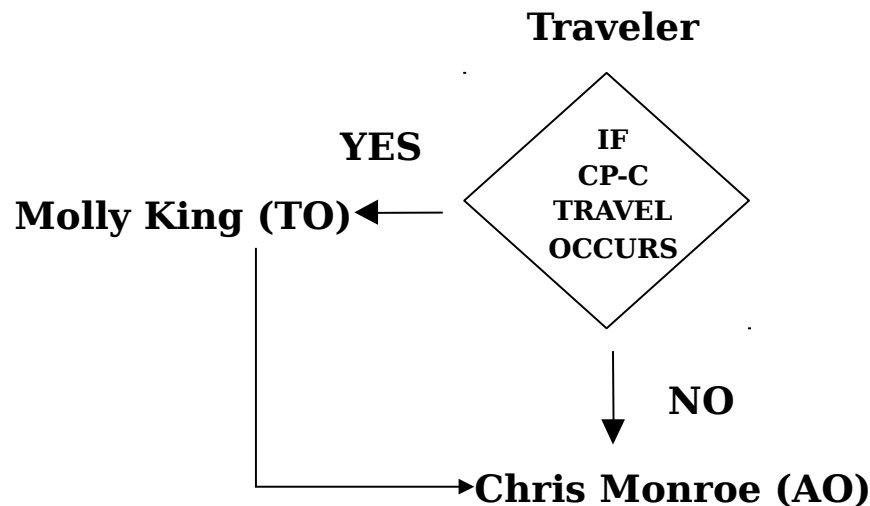 Traveler
YES
IF
CP-C
TRAVEL
OCCURS
Molly King (TO)
NO
Chris Monroe (AO)